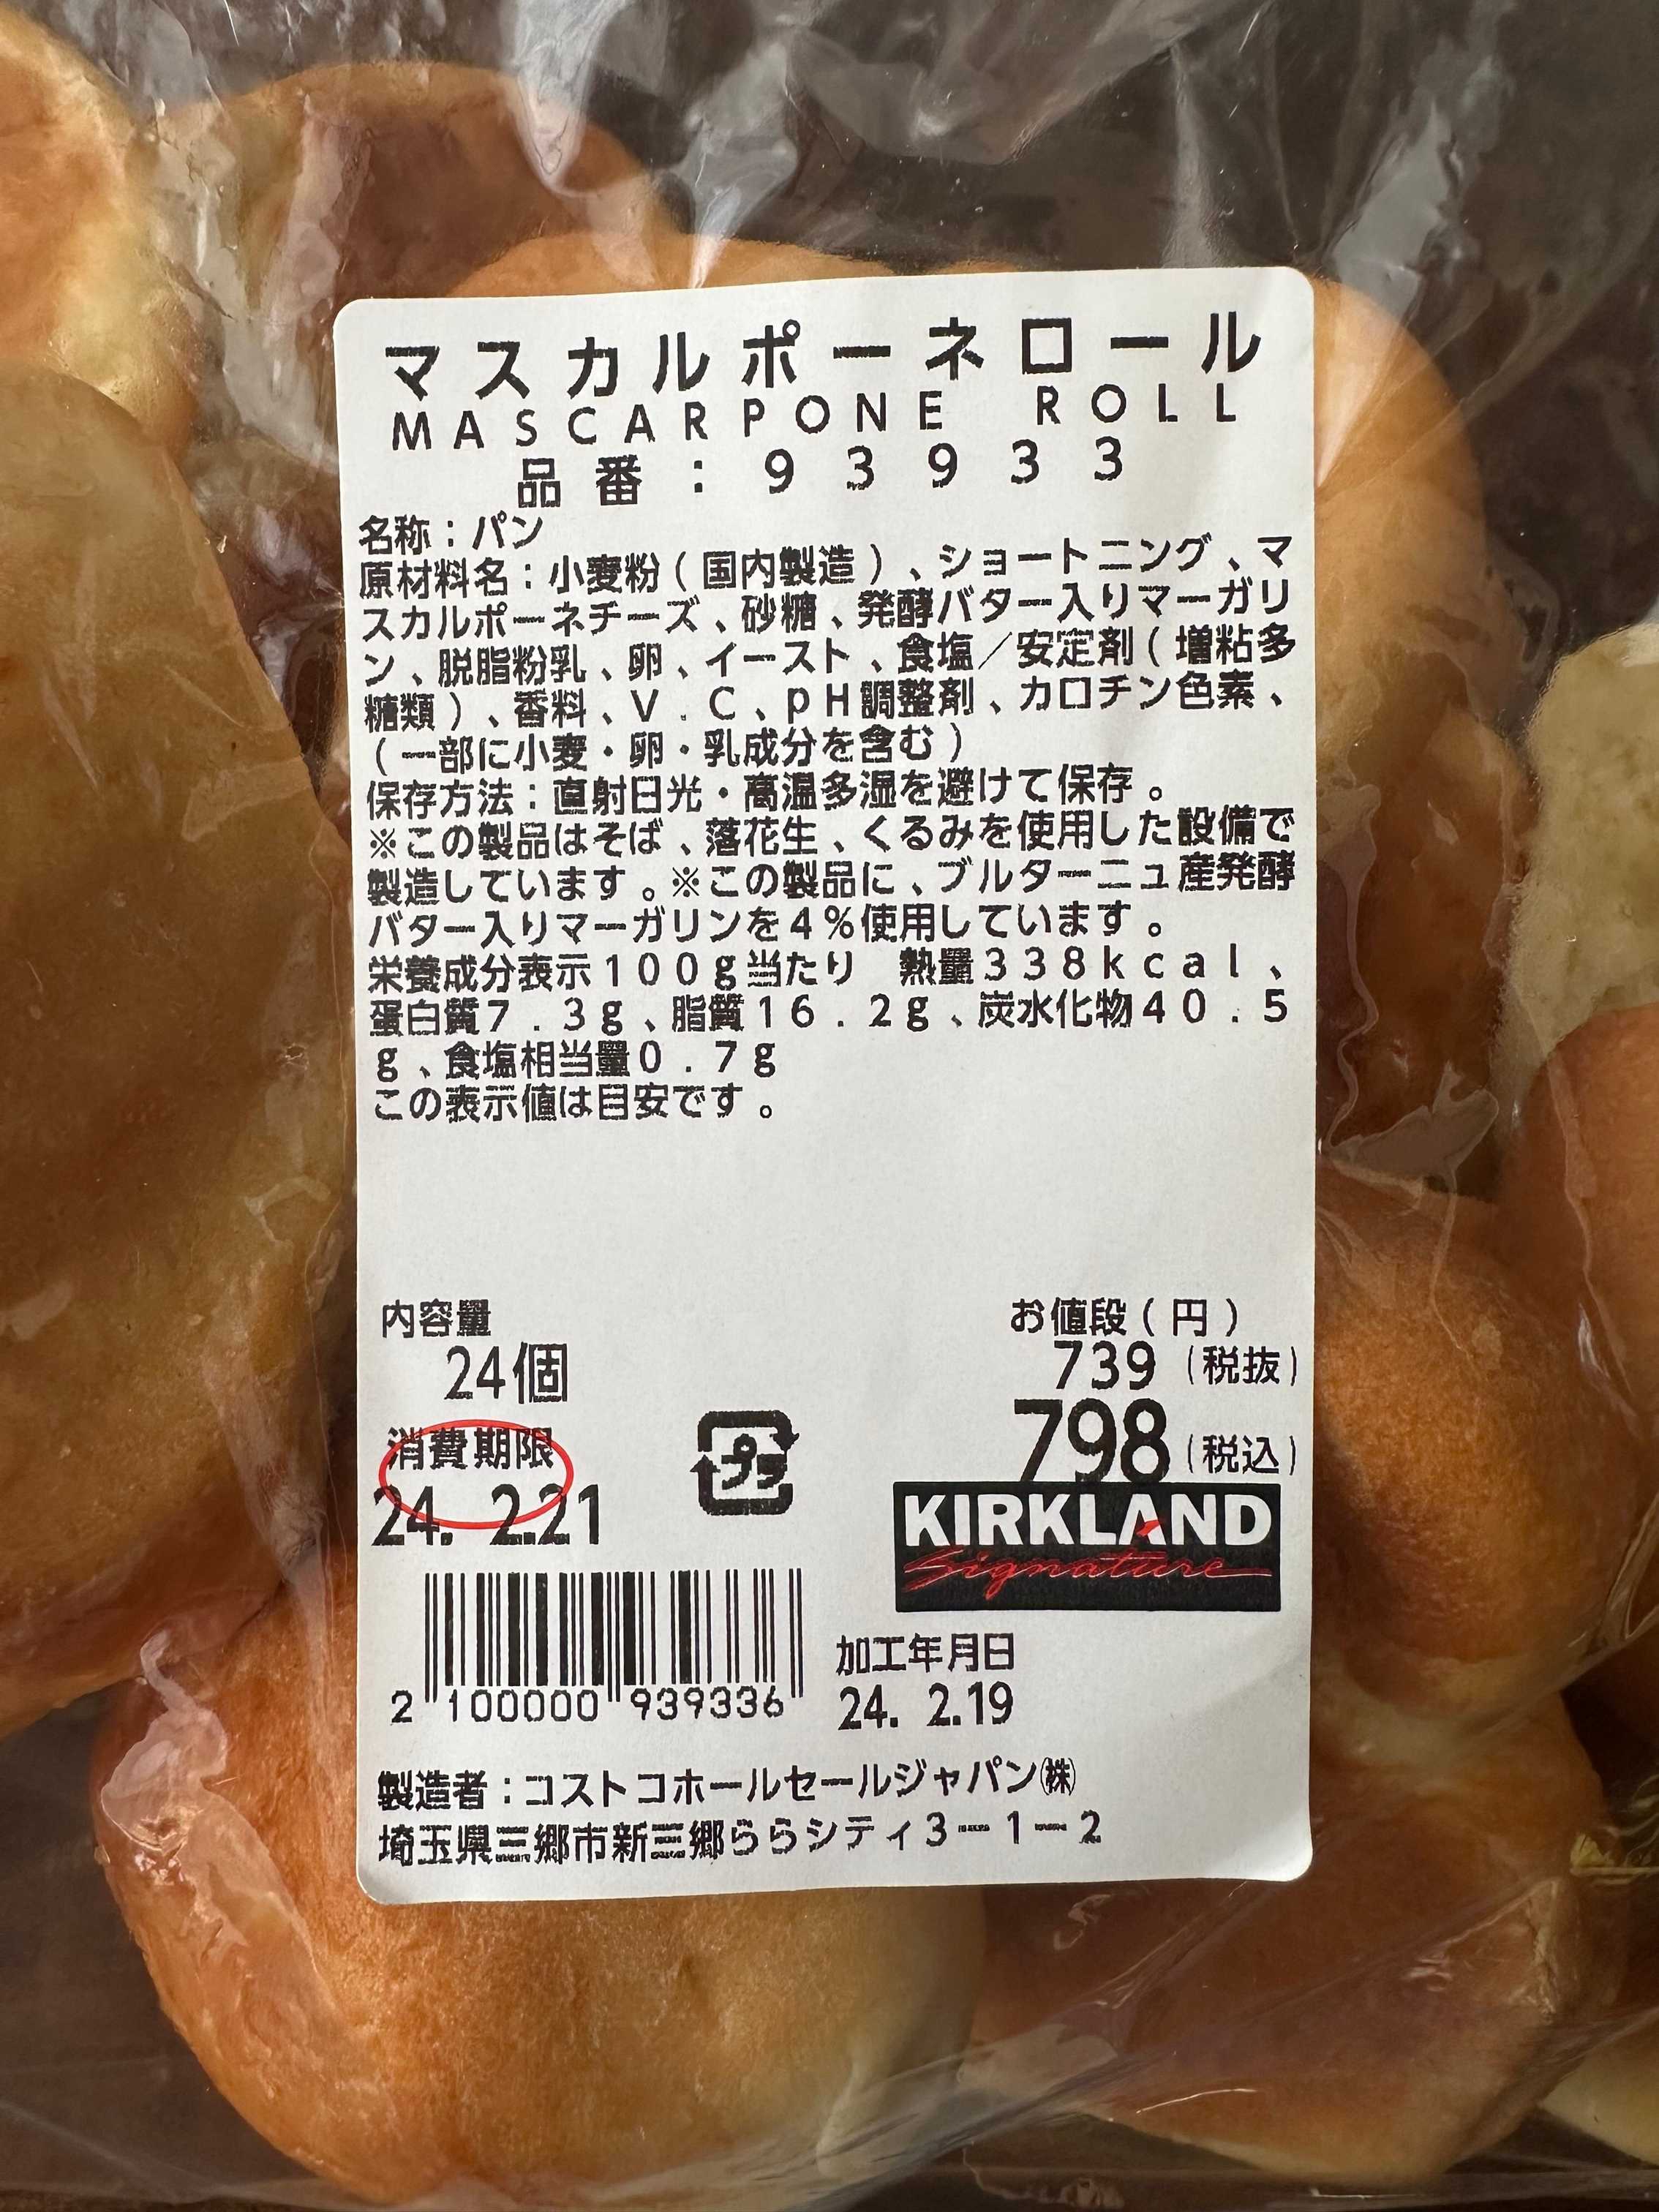 マスカルポーネロール
MASCARPONE ROLL
品番:93933
名称:パン
原材料名:小麦粉(国内製造)、ショートニング、マ
スカルポーネチーズ、砂糖、発酵バター入りマーガリ
ン、脱脂粉乳、卵、イースト、食塩/安定剤(増粘多
糖類)、香料、V.C、pH調整剤、カロチン色素、
(一部に小麦・卵・乳成分を含む)
保存方法:直射日光・高温多湿を避けて保存。
※この製品はそば、落花生、くるみを使用した設備で
製造しています。※この製品に、ブルターニュ産発酵
バター入りマーガリンを4%使用しています。
栄養成分表示100g当たり 熱量338kcal、
蛋白質7.3g、脂質16.2g、炭水化物40.5
g、食塩相当量0.7g
この表示値は目安です。
内容量
24個
お値段(円)
739(税抜)
798(税込)
消費期限
24. 2.21
プラ
KIRKLAND
Signature
2 100000 939336
加工年月日
24. 2.19
製造者:コストコホールセールジャパン㈱
埼玉県三郷市新三郷ららシティ3-1-2